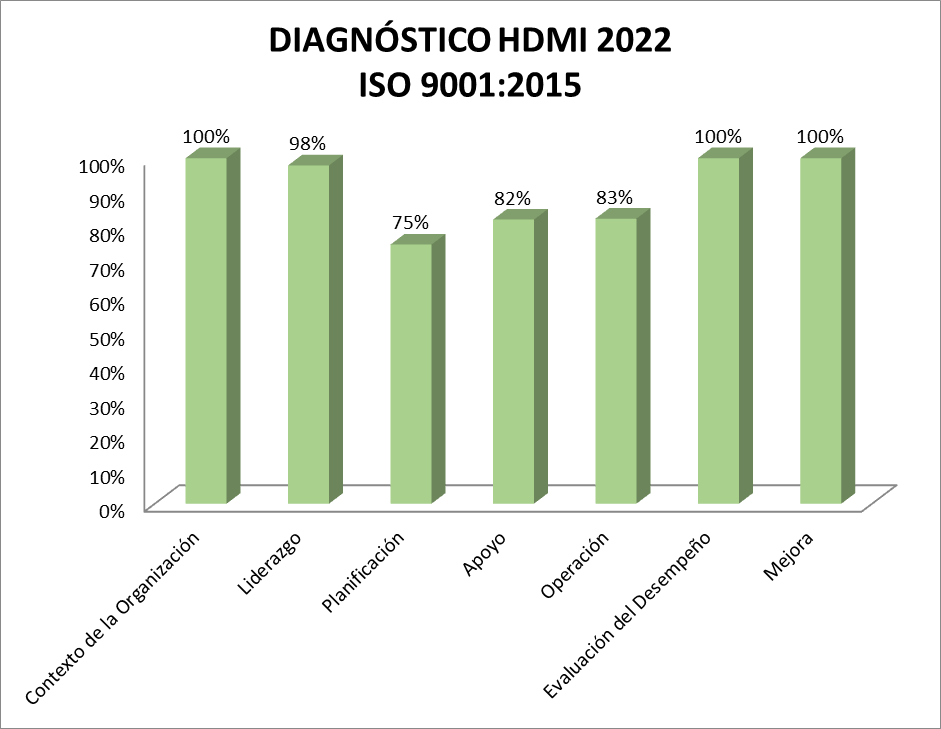 DIAGNÓSTICO HDMI 2022
ISO 9001:2015
100%
98%
75%
82%
83%
100%
100%
100%
90%
80%
70%
60%
50%
40%
30%
20%
10%
0%
Contexto de la Organización
Liderazgo
Planificación
Apoyo
Operación
Evaluación del Desempeño
Mejora